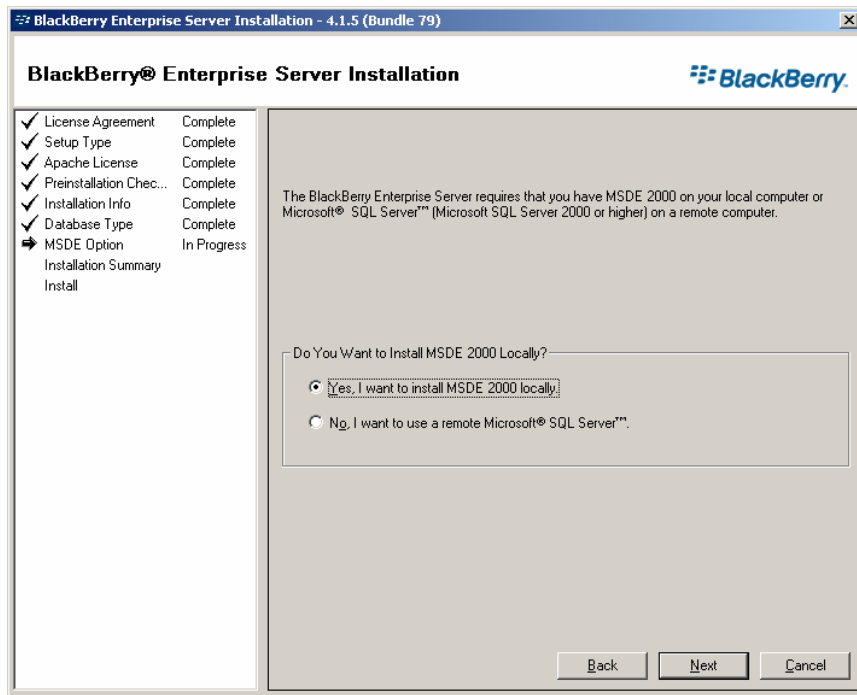 BlackBerry Enterprise Server Installation - 4.1.5 (Bundle 79)
BlackBerry® Enterprise Server Installation
BlackBerry.
License Agreement Complete
Setup Type Complete
Apache License Complete
Preinstallation Chec... Complete
Installation Info Complete
Database Type Complete
MSDE Option In Progress
Installation Summary
Install
The BlackBerry Enterprise Server requires that you have MSDE 2000 on your local computer or
Microsoft® SQL Server™ (Microsoft SQL Server 2000 or higher) on a remote computer.
Do You Want to Install MSDE 2000 Locally?
Yes, I want to install MSDE 2000 locally.
No, I want to use a remote Microsoft® SQL Server™.
Back Next Cancel